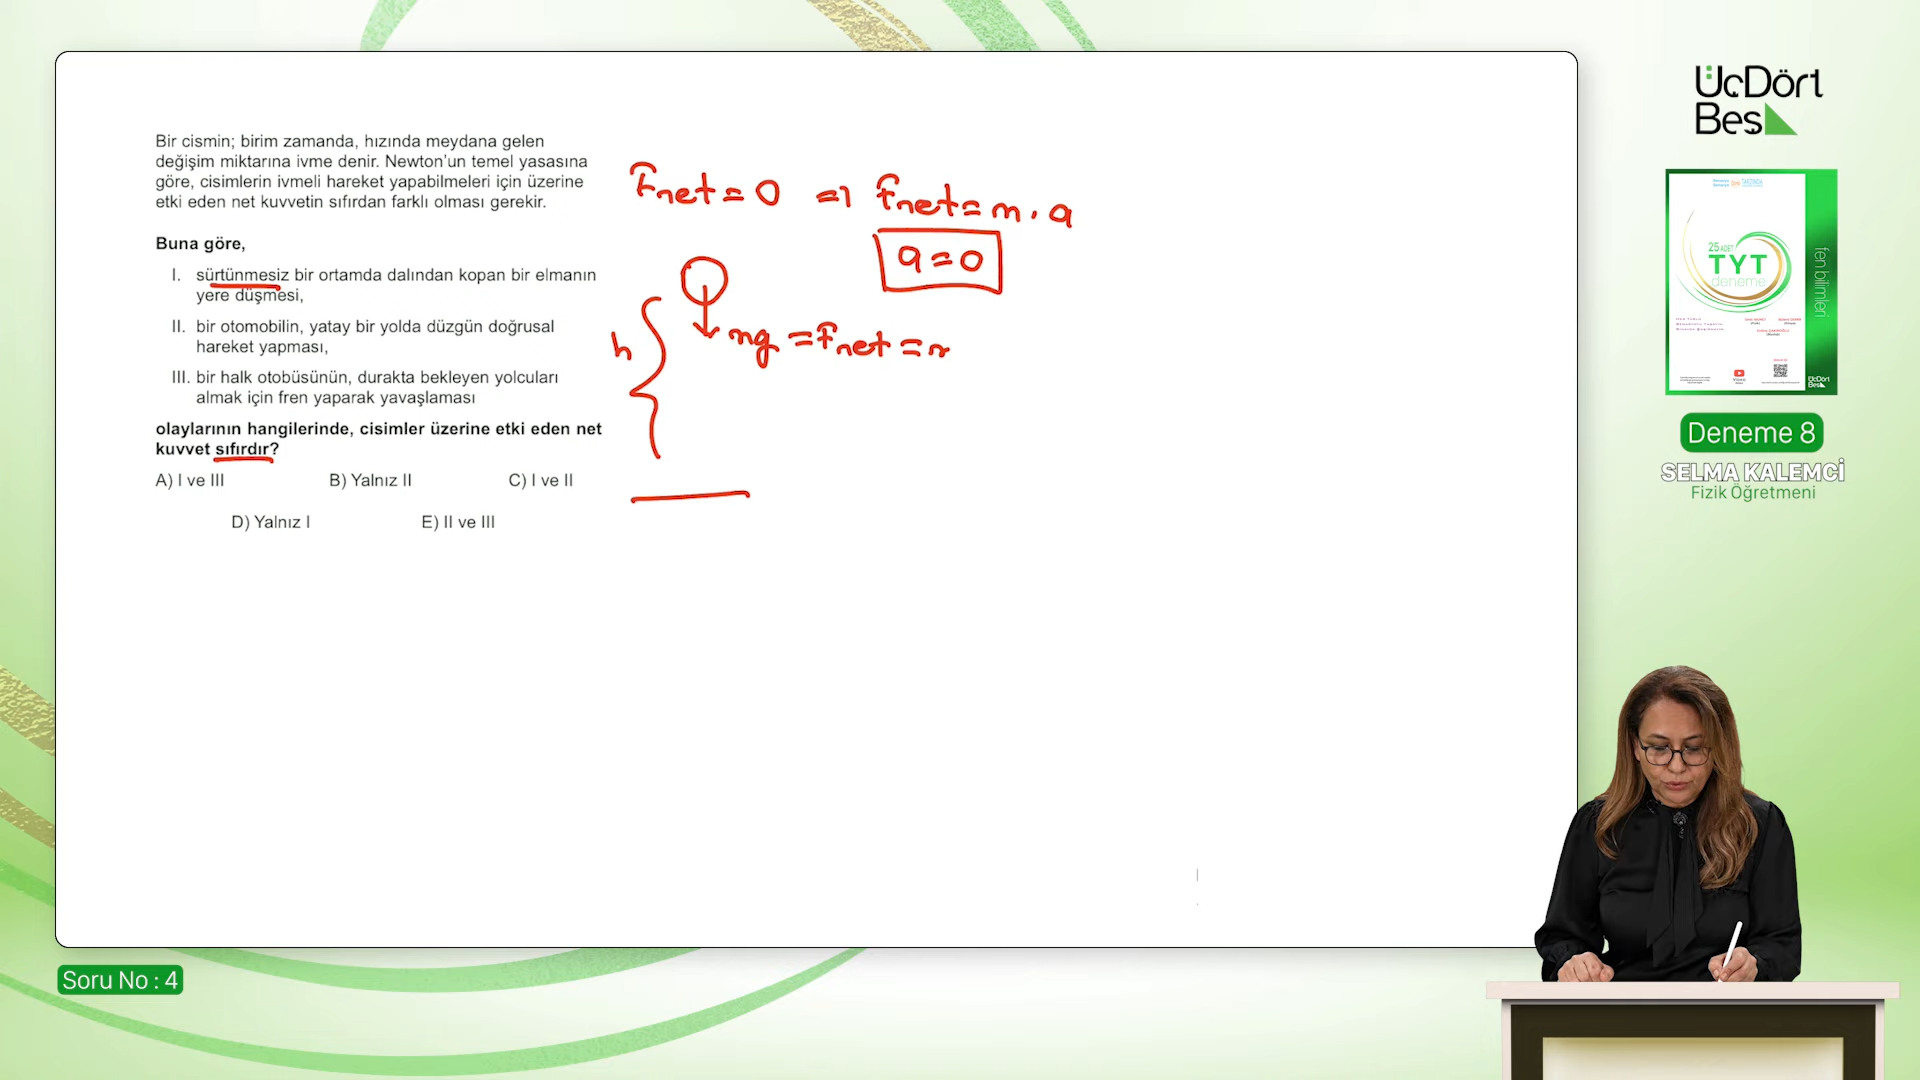 Bir cismin; birim zamanda, hızında meydana gelen
değişim miktarına ivme denir. Newton'un temel yasasına
göre, cisimlerin ivmeli hareket yapabilmeleri için üzerine
etki eden net kuvvetin sıfırdan farklı olması gerekir.
Buna göre,
I. sürtünmesiz bir ortamda dalından kopan bir elmanın
yere düşmesi,
II. bir otomobilin, yatay bir yolda düzgün doğrusal
hareket yapması,
III. bir halk otobüsünün, durakta bekleyen yolcuları
almak için fren yaparak yavaşlaması
olaylarının hangilerinde, cisimler üzerine etki eden net
kuvvet sıfırdır?
A) I ve III B) Yalnız II C) I ve II
D) Yalnız I E) II ve III
Fnet = 0 => Fnet = m . a
a = 0
h
mg = Fnet =
ÜçDört
Beş
25 ADET
TYT
deneme
fen bilimleri
ÜçDört
Beş
Deneme 8
SELMA KALEMCİ
Fizik Öğretmeni
Soru No : 4